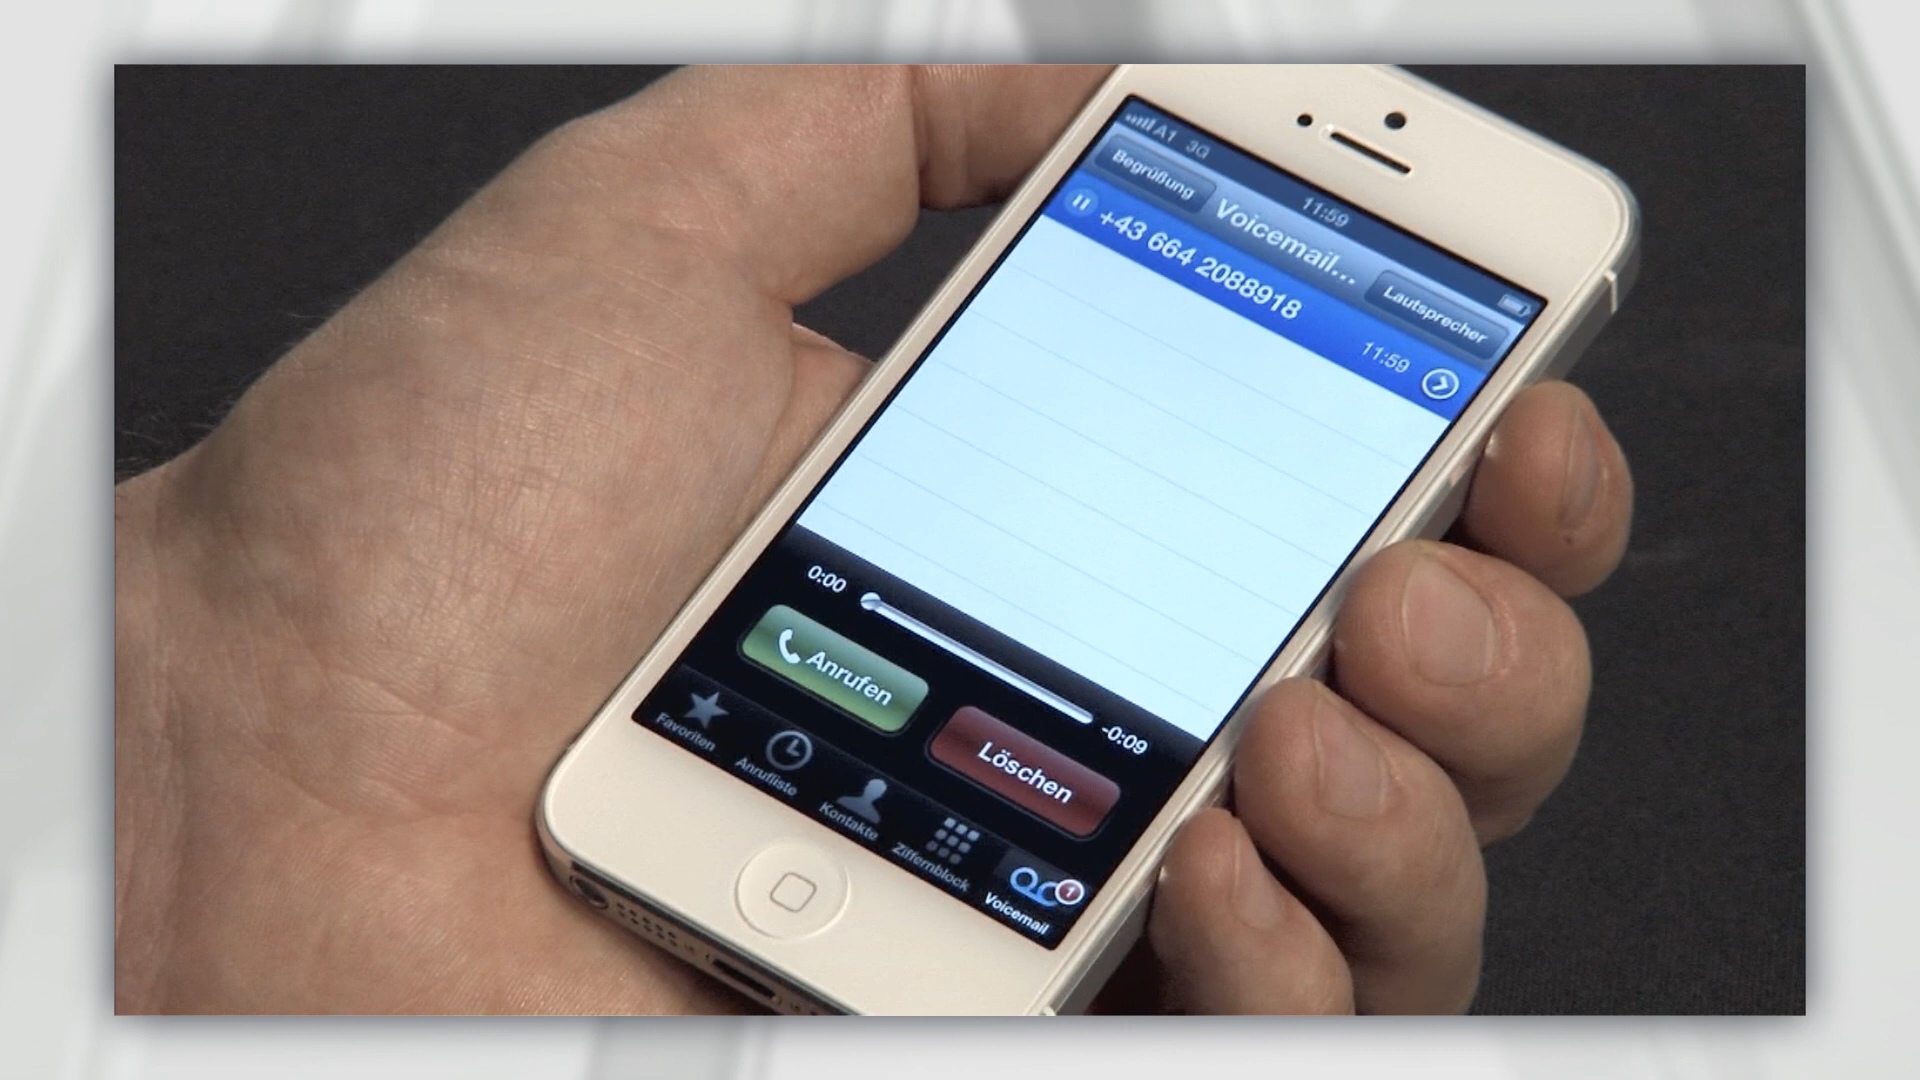 A1 3G 11:59
Begrüßung Voicemail... Lautsprecher
+43 664 2088918 11:59
0:00 -0:09
Anrufen Löschen
Favoriten Anrufliste Kontakte Ziffernblock Voicemail 1